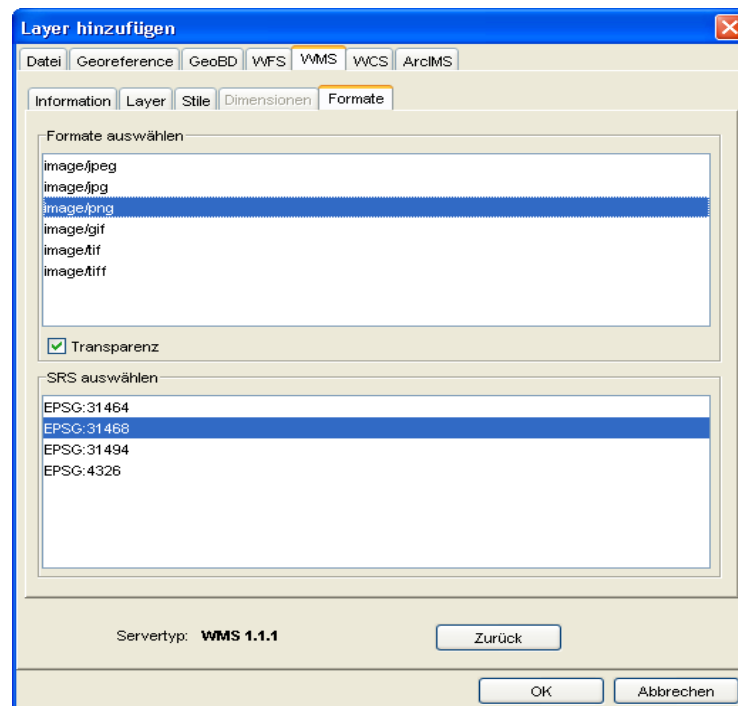 Layer hinzufügen
Datei Georeference GeoBD WFS WMS WCS ArcIMS
Information Layer Stile Dimensionen Formate
Formate auswählen
image/jpeg
image/jpg
image/png
image/gif
image/tif
image/tiff
Transparenz
SRS auswählen
EPSG:31464
EPSG:31468
EPSG:31494
EPSG:4326
Servertyp: WMS 1.1.1 Zurück
OK Abbrechen